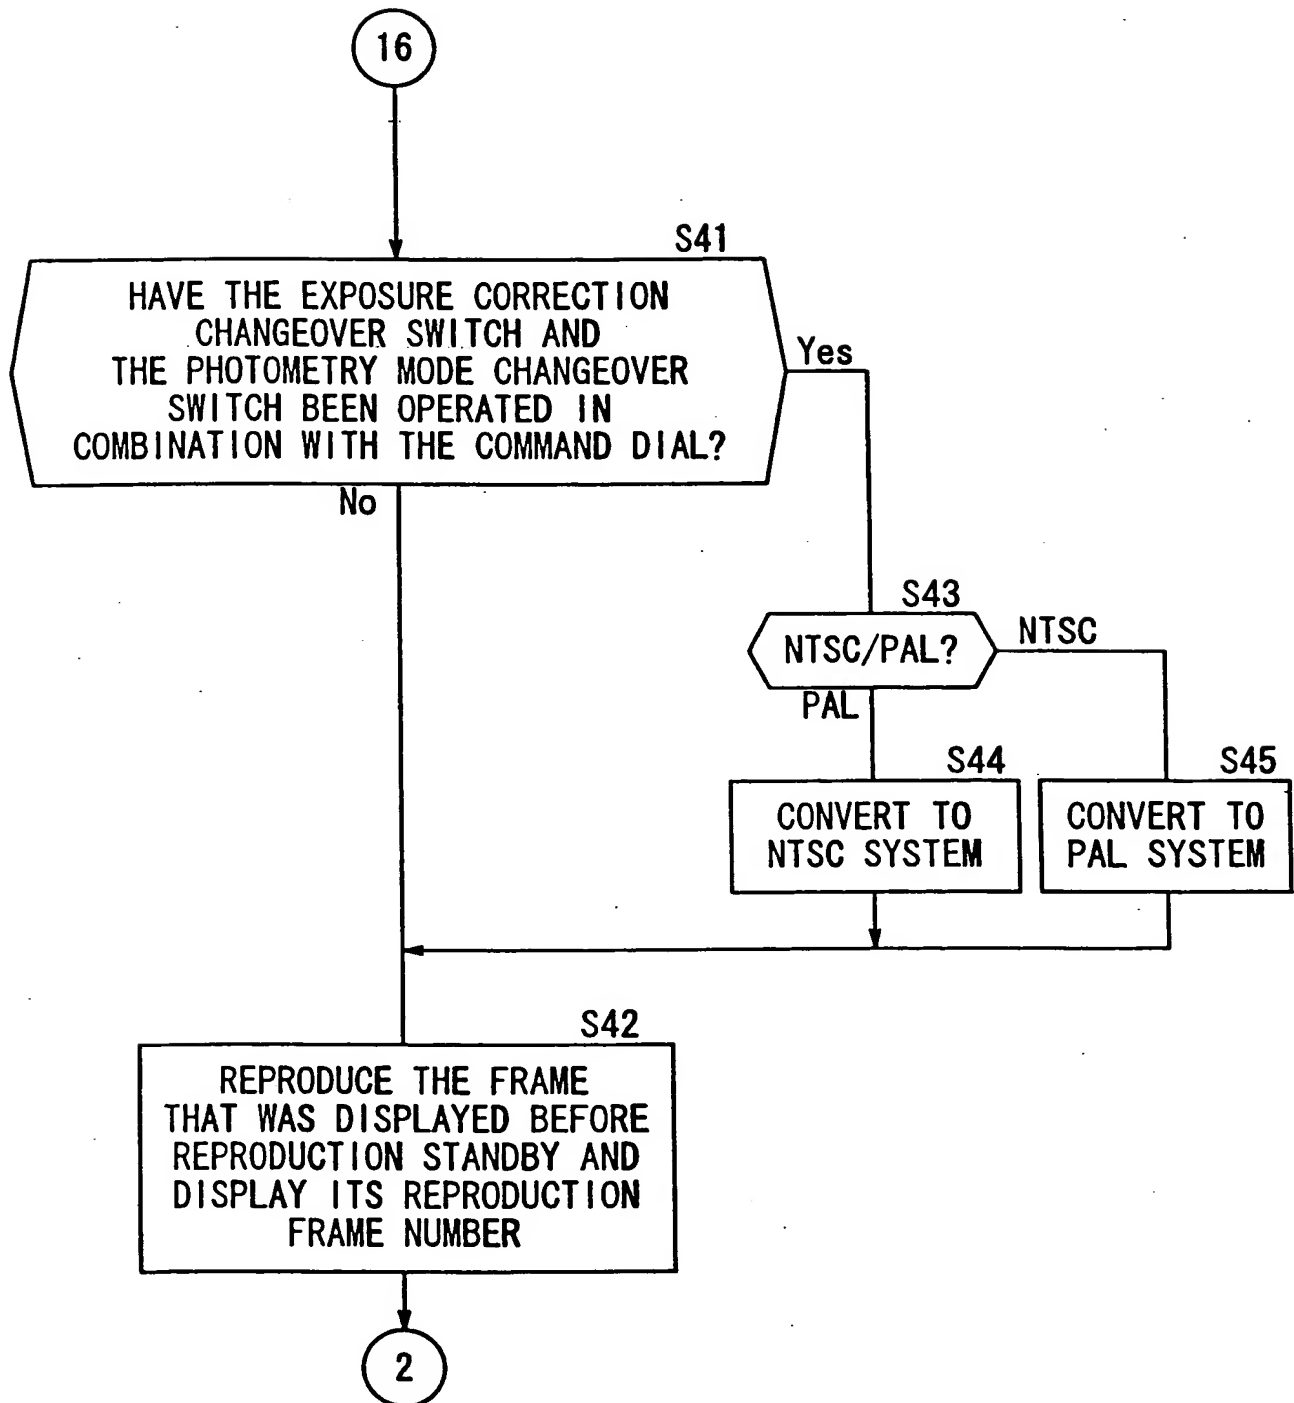 16
S41
HAVE THE EXPOSURE CORRECTION
CHANGEOVER SWITCH AND
THE PHOTOMETRY MODE CHANGEOVER
SWITCH BEEN OPERATED IN
COMBINATION WITH THE COMMAND DIAL?
Yes
No
S43
NTSC/PAL?
NTSC
PAL
S44
CONVERT TO
NTSC SYSTEM
S45
CONVERT TO
PAL SYSTEM
S42
REPRODUCE THE FRAME
THAT WAS DISPLAYED BEFORE
REPRODUCTION STANDBY AND
DISPLAY ITS REPRODUCTION
FRAME NUMBER
2